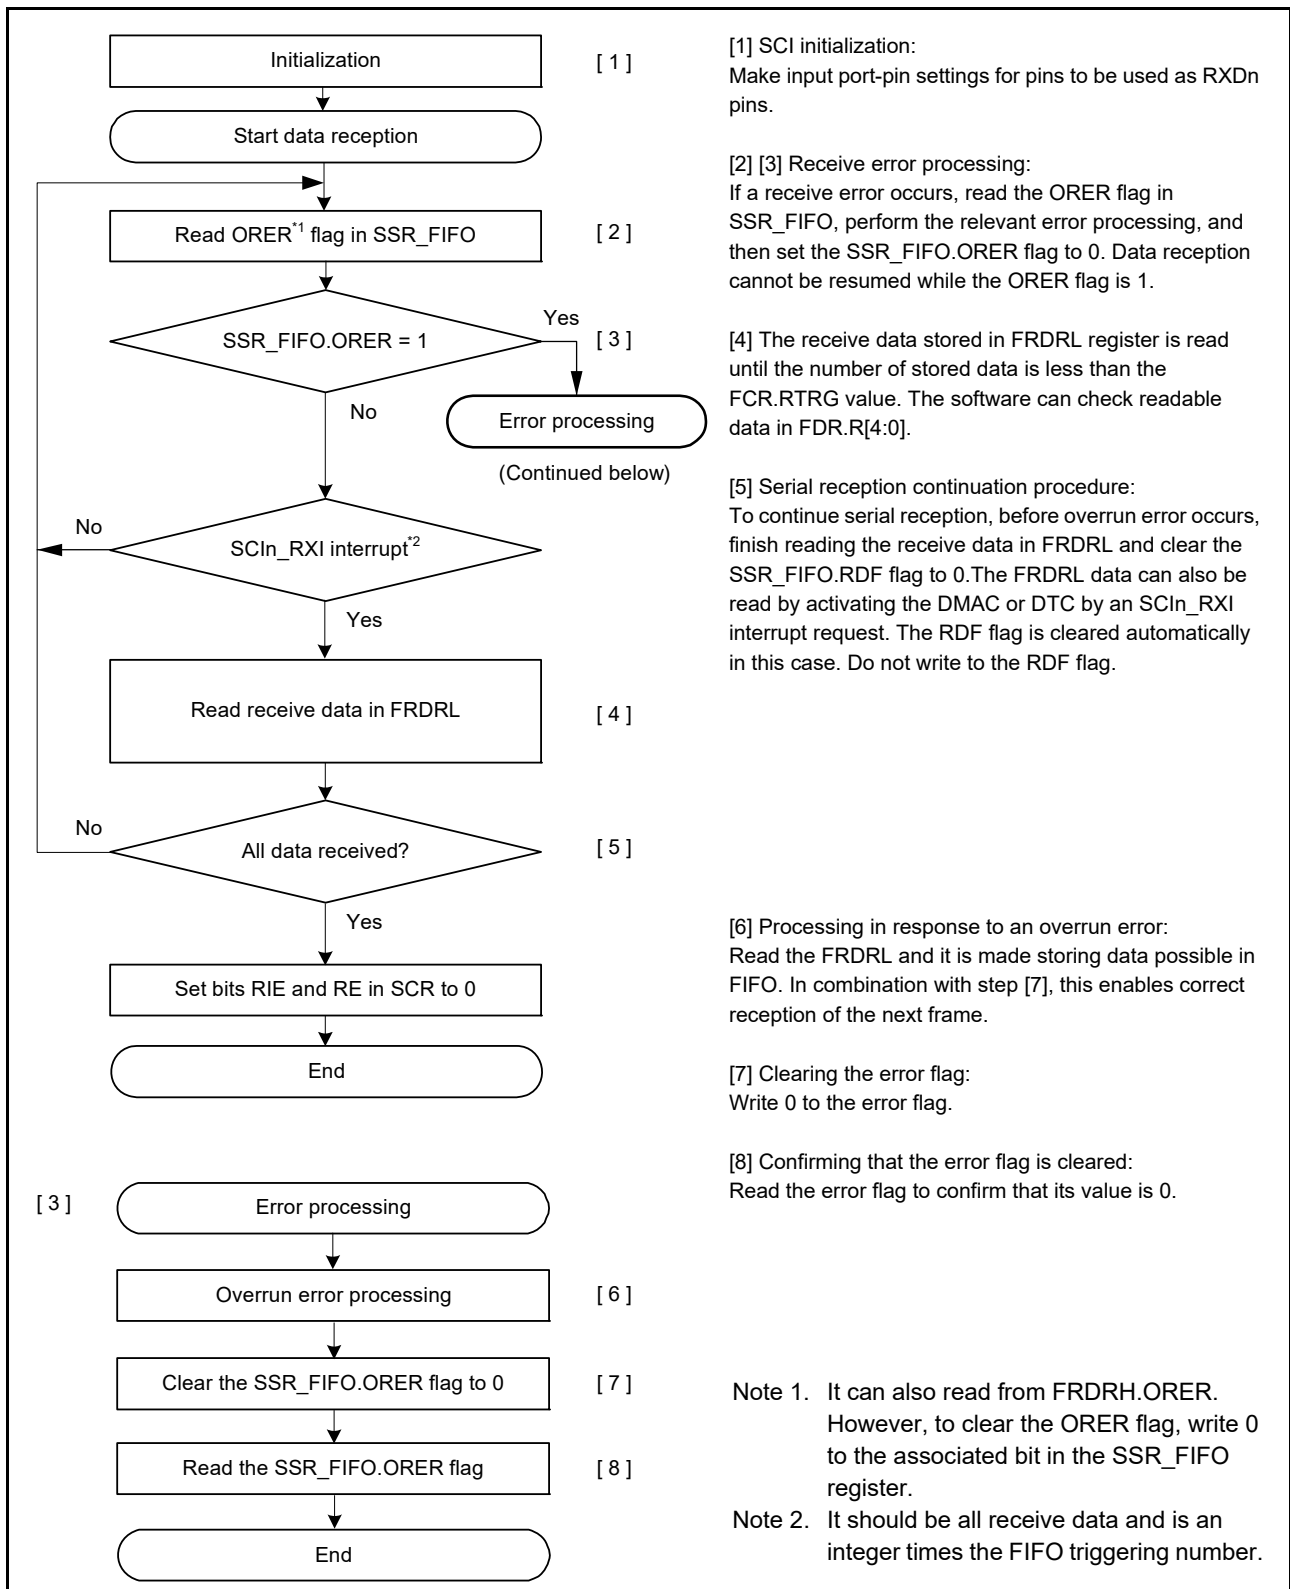 Initialization
[ 1 ]
Start data reception
Read ORER*1 flag in SSR_FIFO
[ 2 ]
SSR_FIFO.ORER = 1
Yes
[ 3 ]
No
Error processing
(Continued below)
No
SCIn_RXI interrupt*2
Yes
Read receive data in FRDRL
[ 4 ]
No
All data received?
[ 5 ]
Yes
Set bits RIE and RE in SCR to 0
End
[1] SCI initialization:
Make input port-pin settings for pins to be used as RXDn
pins.
[2] [3] Receive error processing:
If a receive error occurs, read the ORER flag in
SSR_FIFO, perform the relevant error processing, and
then set the SSR_FIFO.ORER flag to 0. Data reception
cannot be resumed while the ORER flag is 1.
[4] The receive data stored in FRDRL register is read
until the number of stored data is less than the
FCR.RTRG value. The software can check readable
data in FDR.R[4:0].
[5] Serial reception continuation procedure:
To continue serial reception, before overrun error occurs,
finish reading the receive data in FRDRL and clear the
SSR_FIFO.RDF flag to 0.The FRDRL data can also be
read by activating the DMAC or DTC by an SCIn_RXI
interrupt request. The RDF flag is cleared automatically
in this case. Do not write to the RDF flag.
[6] Processing in response to an overrun error:
Read the FRDRL and it is made storing data possible in
FIFO. In combination with step [7], this enables correct
reception of the next frame.
[7] Clearing the error flag:
Write 0 to the error flag.
[8] Confirming that the error flag is cleared:
Read the error flag to confirm that its value is 0.
[ 3 ]
Error processing
Overrun error processing
[ 6 ]
Clear the SSR_FIFO.ORER flag to 0
[ 7 ]
Read the SSR_FIFO.ORER flag
[ 8 ]
End
Note 1. It can also read from FRDRH.ORER.
However, to clear the ORER flag, write 0
to the associated bit in the SSR_FIFO
register.
Note 2. It should be all receive data and is an
integer times the FIFO triggering number.